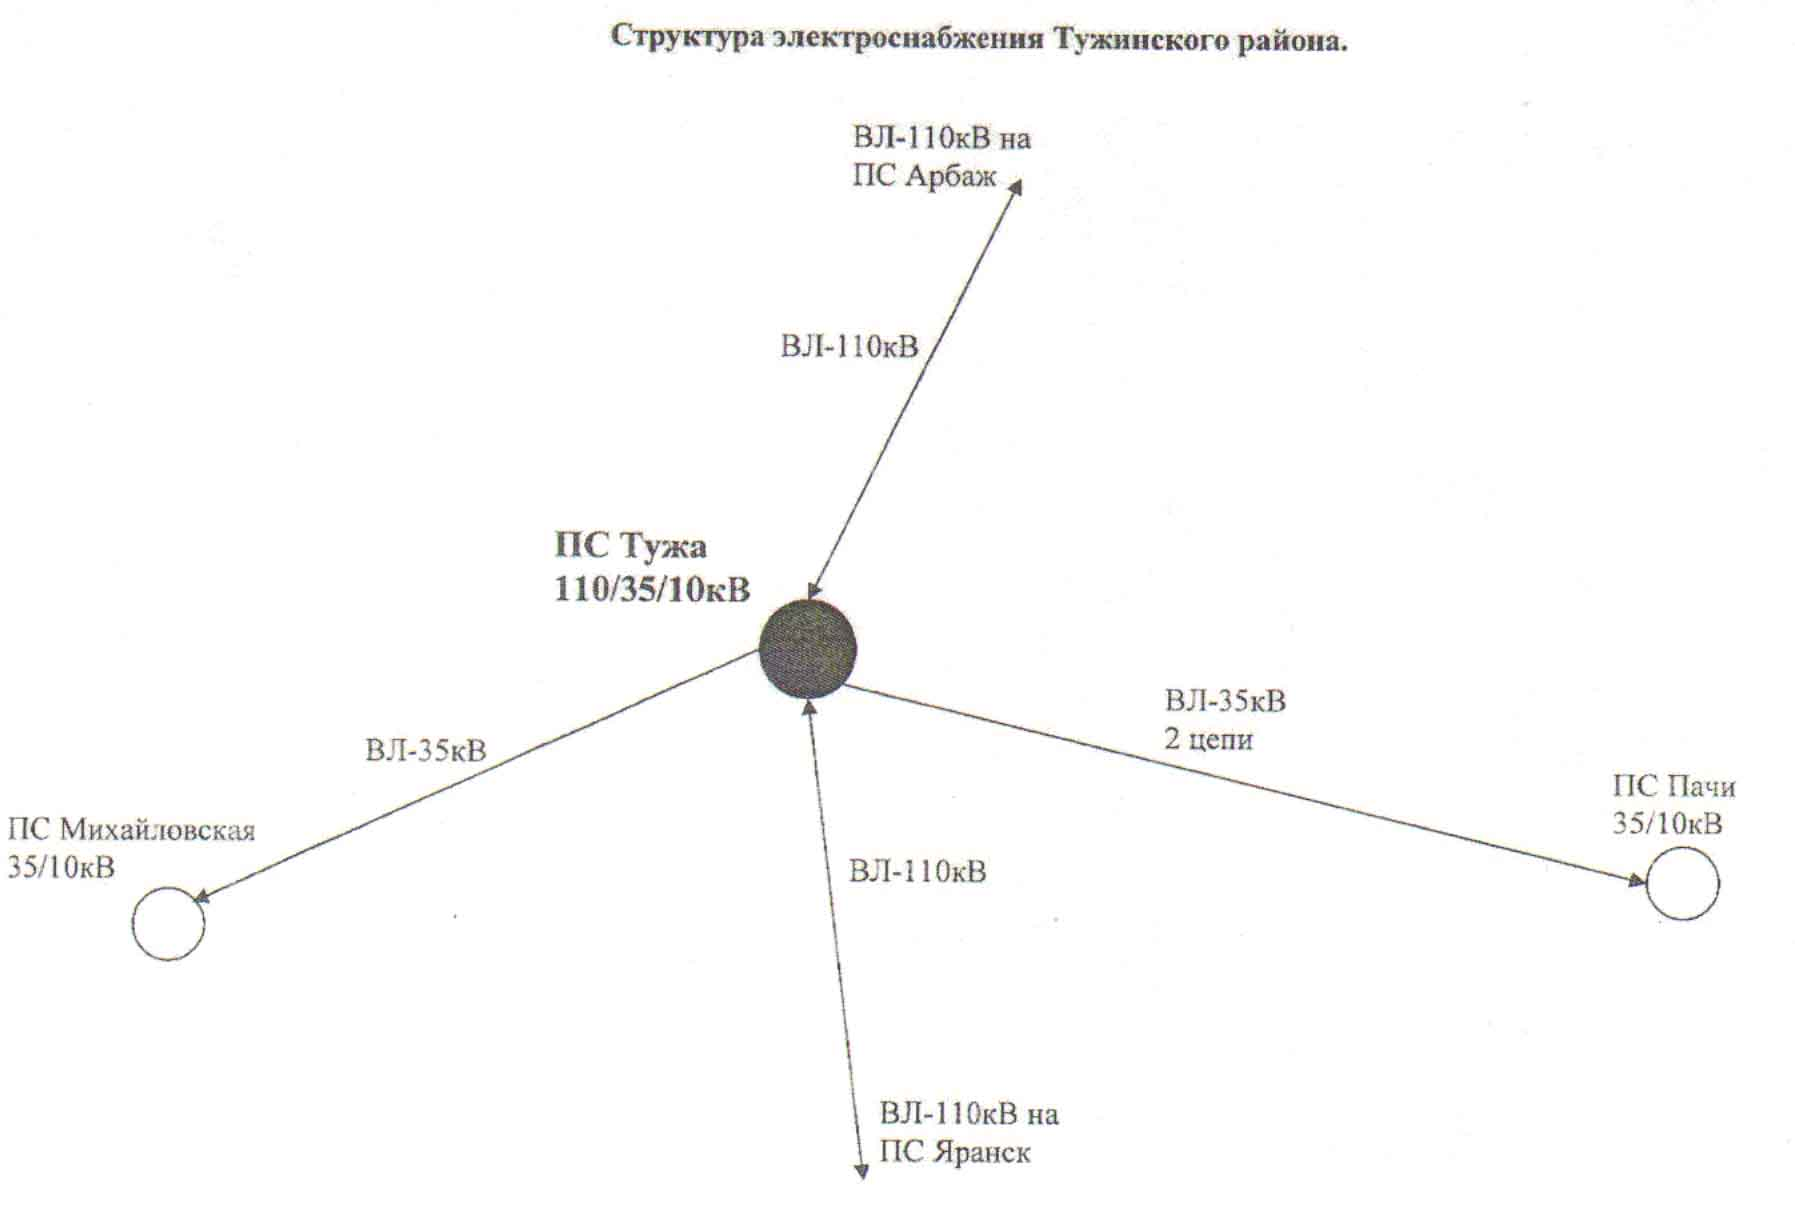 Структура электроснабжения Тужинского района.
ВЛ-110кВ на
ПС Арбаж
ВЛ-110кВ
ПС Тужа
110/35/10кВ
ВЛ-35кВ
2 цепи
ВЛ-35кВ
ПС Пачи
35/10кВ
ПС Михайловская
35/10кВ
ВЛ-110кВ
ВЛ-110кВ на
ПС Яранск